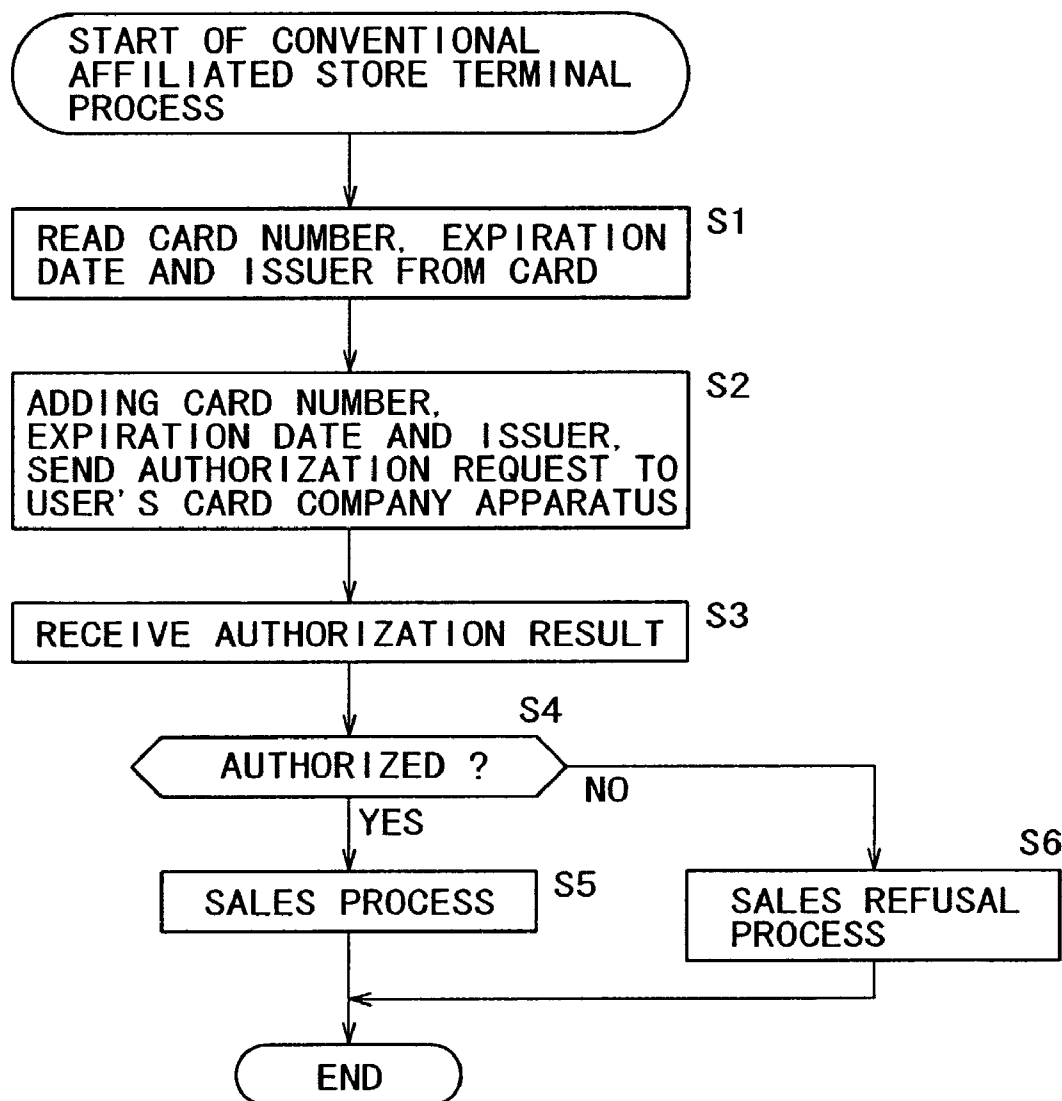 START OF CONVENTIONAL
AFFILIATED STORE TERMINAL
PROCESS
READ CARD NUMBER, EXPIRATION
DATE AND ISSUER FROM CARD
S1
ADDING CARD NUMBER,
EXPIRATION DATE AND ISSUER,
SEND AUTHORIZATION REQUEST TO
USER'S CARD COMPANY APPARATUS
S2
RECEIVE AUTHORIZATION RESULT
S3
S4
AUTHORIZED ?
NO
YES
SALES PROCESS
S5
S6
SALES REFUSAL
PROCESS
END